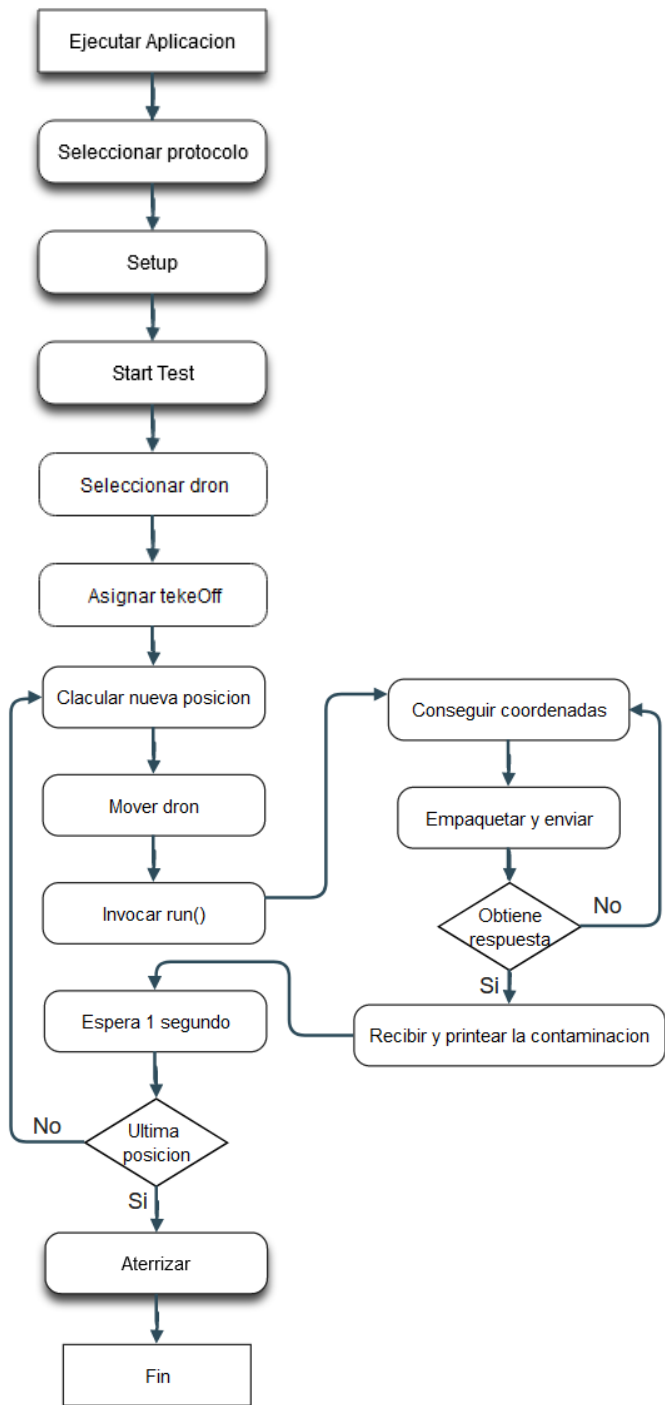 Ejecutar Aplicacion
Seleccionar protocolo
Setup
Start Test
Seleccionar dron
Asignar tekeOff
Clacular nueva posicion
Mover dron
Invocar run()
Conseguir coordenadas
Empaquetar y enviar
Obtiene
respuesta
No
Si
Recibir y printear la contaminacion
Espera 1 segundo
Ultima
posicion
No
Si
Aterrizar
Fin